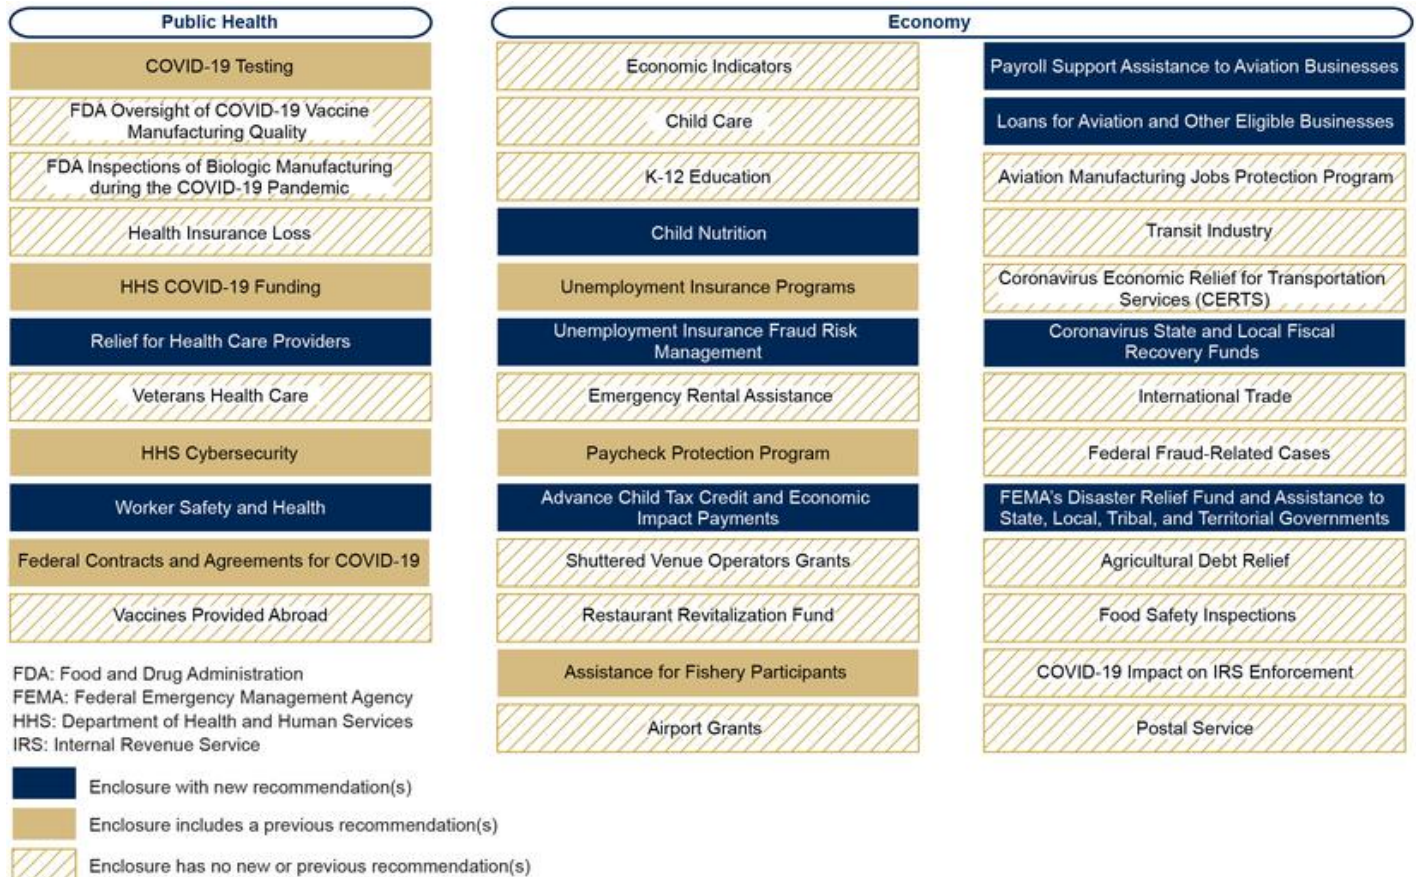 Public Health
COVID-19 Testing
FDA Oversight of COVID-19 Vaccine
Manufacturing Quality
FDA Inspections of Biologic Manufacturing
during the COVID-19 Pandemic
Health Insurance Loss
HHS COVID-19 Funding
Relief for Health Care Providers
Veterans Health Care
HHS Cybersecurity
Worker Safety and Health
Federal Contracts and Agreements for COVID-19
Vaccines Provided Abroad
Economy
Economic Indicators
Child Care
K-12 Education
Child Nutrition
Unemployment Insurance Programs
Unemployment Insurance Fraud Risk
Management
Emergency Rental Assistance
Paycheck Protection Program
Advance Child Tax Credit and Economic
Impact Payments
Shuttered Venue Operators Grants
Restaurant Revitalization Fund
Assistance for Fishery Participants
Airport Grants
Payroll Support Assistance to Aviation Businesses
Loans for Aviation and Other Eligible Businesses
Aviation Manufacturing Jobs Protection Program
Transit Industry
Coronavirus Economic Relief for Transportation
Services (CERTS)
Coronavirus State and Local Fiscal
Recovery Funds
International Trade
Federal Fraud-Related Cases
FEMA's Disaster Relief Fund and Assistance to
State, Local, Tribal, and Territorial Governments
Agricultural Debt Relief
Food Safety Inspections
COVID-19 Impact on IRS Enforcement
Postal Service
FDA: Food and Drug Administration
FEMA: Federal Emergency Management Agency
HHS: Department of Health and Human Services
IRS: Internal Revenue Service
Enclosure with new recommendation(s)
Enclosure includes a previous recommendation(s)
Enclosure has no new or previous recommendation(s)